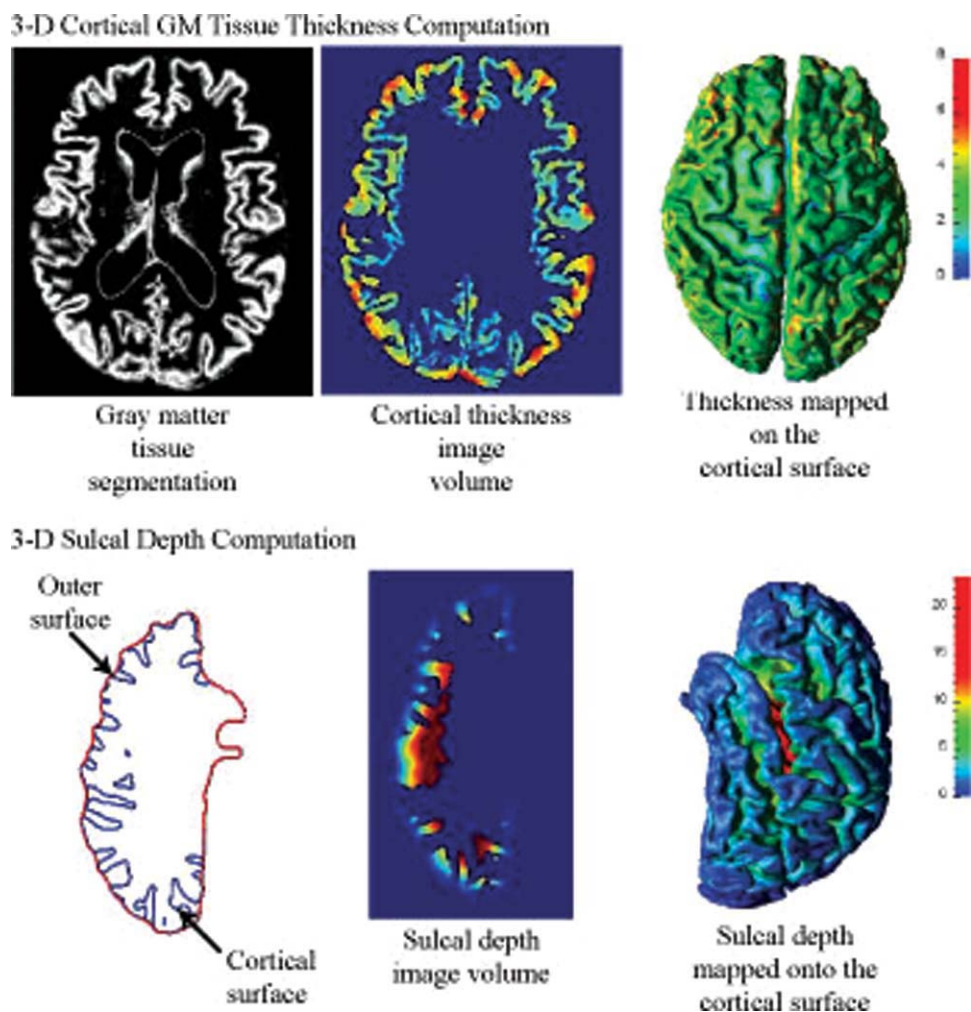 3-D Cortical GM Tissue Thickness Computation
8
6
4
2
0
Gray matter
tissue
segmentation
Cortical thickness
image
volume
Thickness mapped
on the
cortical surface
3-D Sulcal Depth Computation
Outer
surface
Cortical
surface
20
15
10
5
0
Sulcal depth
image volume
Sulcal depth
mapped onto the
cortical surface